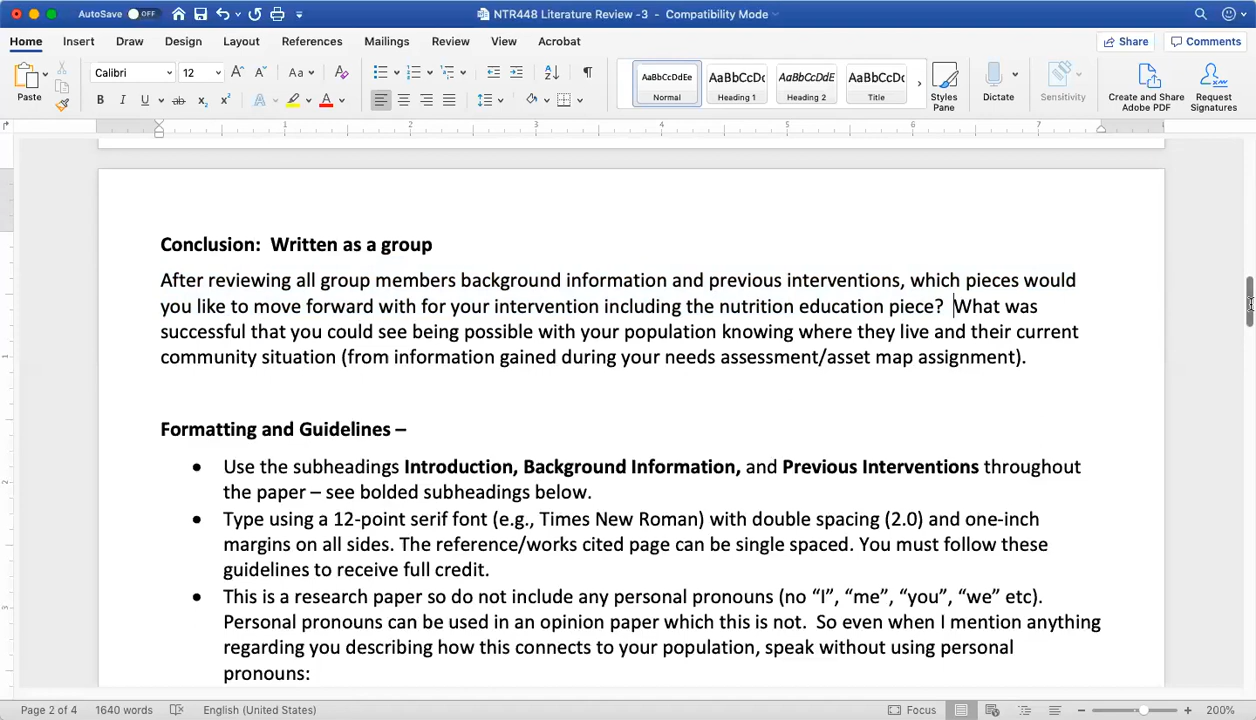 AutoSave OFF
NTR448 Literature Review -3 - Compatibility Mode
Home Insert Draw Design Layout References Mailings Review View Acrobat
Share Comments
Paste
Calibri 12
Aa
B I U ab x₂ x² A A
AaBbCcDdEe AaBbCcDc AaBbCcDdE AaBbCcDc
Normal Heading 1 Heading 2 Title
Styles Pane
Dictate
Sensitivity
Create and Share Adobe PDF
Request Signatures
1 2 3 4 5 6 7
Conclusion: Written as a group
After reviewing all group members background information and previous interventions, which pieces would
you like to move forward with for your intervention including the nutrition education piece? What was
successful that you could see being possible with your population knowing where they live and their current
community situation (from information gained during your needs assessment/asset map assignment).
Formatting and Guidelines –
• Use the subheadings Introduction, Background Information, and Previous Interventions throughout
the paper – see bolded subheadings below.
• Type using a 12-point serif font (e.g., Times New Roman) with double spacing (2.0) and one-inch
margins on all sides. The reference/works cited page can be single spaced. You must follow these
guidelines to receive full credit.
• This is a research paper so do not include any personal pronouns (no “I”, “me”, “you”, “we” etc).
Personal pronouns can be used in an opinion paper which this is not. So even when I mention anything
regarding you describing how this connects to your population, speak without using personal
pronouns:
Page 2 of 4 1640 words English (United States) Focus 200%